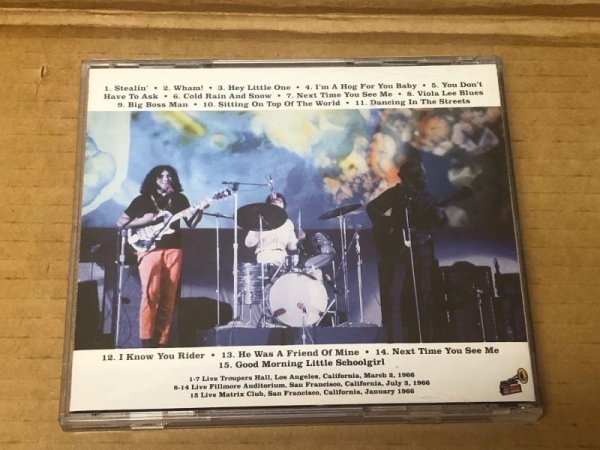 1. Stealin' • 2. Wham! • 3. Hey Little One • 4. I'm A Hog For You Baby • 5. You Don't
Have To Ask • 6. Cold Rain And Snow • 7. Next Time You See Me • 8. Viola Lee Blues
9. Big Boss Man • 10. Sitting On Top Of The World • 11. Dancing In The Streets
12. I Know You Rider • 13. He Was A Friend Of Mine • 14. Next Time You See Me
15. Good Morning Little Schoolgirl
1-7 Live Troupers Hall, Los Angeles, California, March 2, 1966
8-14 Live Fillmore Auditorium, San Francisco, California, July 3, 1966
15 Live Matrix Club, San Francisco, California, January 1966